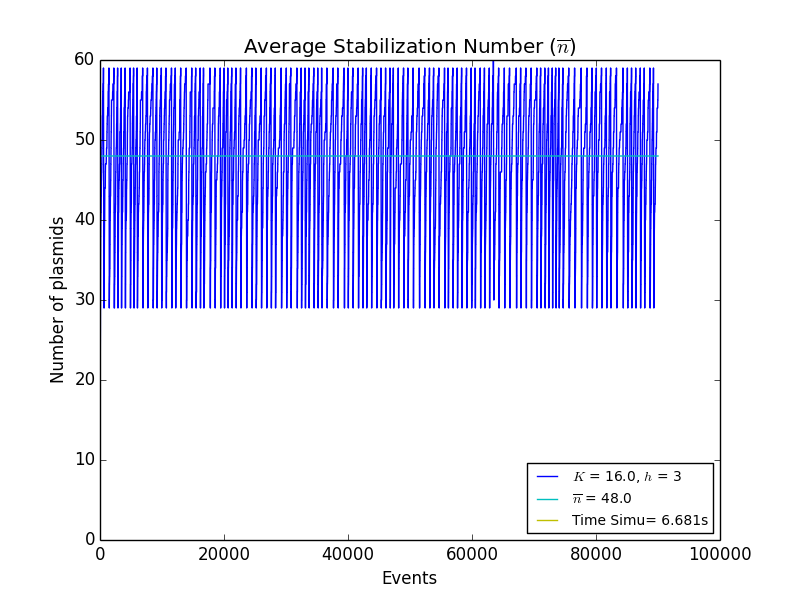 Average Stabilization Number (n̅)
Number of plasmids
60
50
40
30
20
10
0
0 20000 40000 60000 80000 100000
Events
K = 16.0, h = 3
n̅ = 48.0
Time Simu= 6.681s